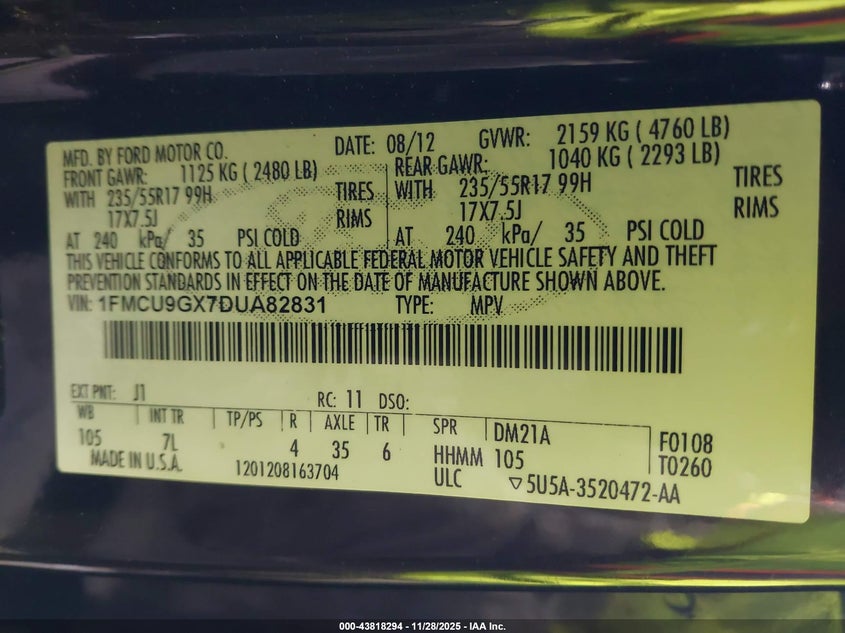 MFD. BY FORD MOTOR CO. DATE: 08/12 GVWR: 2159 KG ( 4760 LB)
FRONT GAWR: 1125 KG ( 2480 LB) REAR GAWR: 1040 KG ( 2293 LB)
WITH 235/55R17 99H TIRES WITH 235/55R17 99H TIRES
17X7.5J RIMS 17X7.5J RIMS
AT 240 kPa/ 35 PSI COLD AT 240 kPa/ 35 PSI COLD
THIS VEHICLE CONFORMS TO ALL APPLICABLE FEDERAL MOTOR VEHICLE SAFETY AND THEFT
PREVENTION STANDARDS IN EFFECT ON THE DATE OF MANUFACTURE SHOWN ABOVE.
VIN: 1FMCU9GX7DUA82831 TYPE: MPV
EXT PNT: J1 RC: 11 DSO:
WB INT TR TP/PS R AXLE TR SPR DM21A F0108
105 7L 4 35 6 HHMM 105 T0260
MADE IN U.S.A. 1201208163704 ULC ▽5U5A-3520472-AA
000-43818294 - 11/28/2025 - IAA Inc.